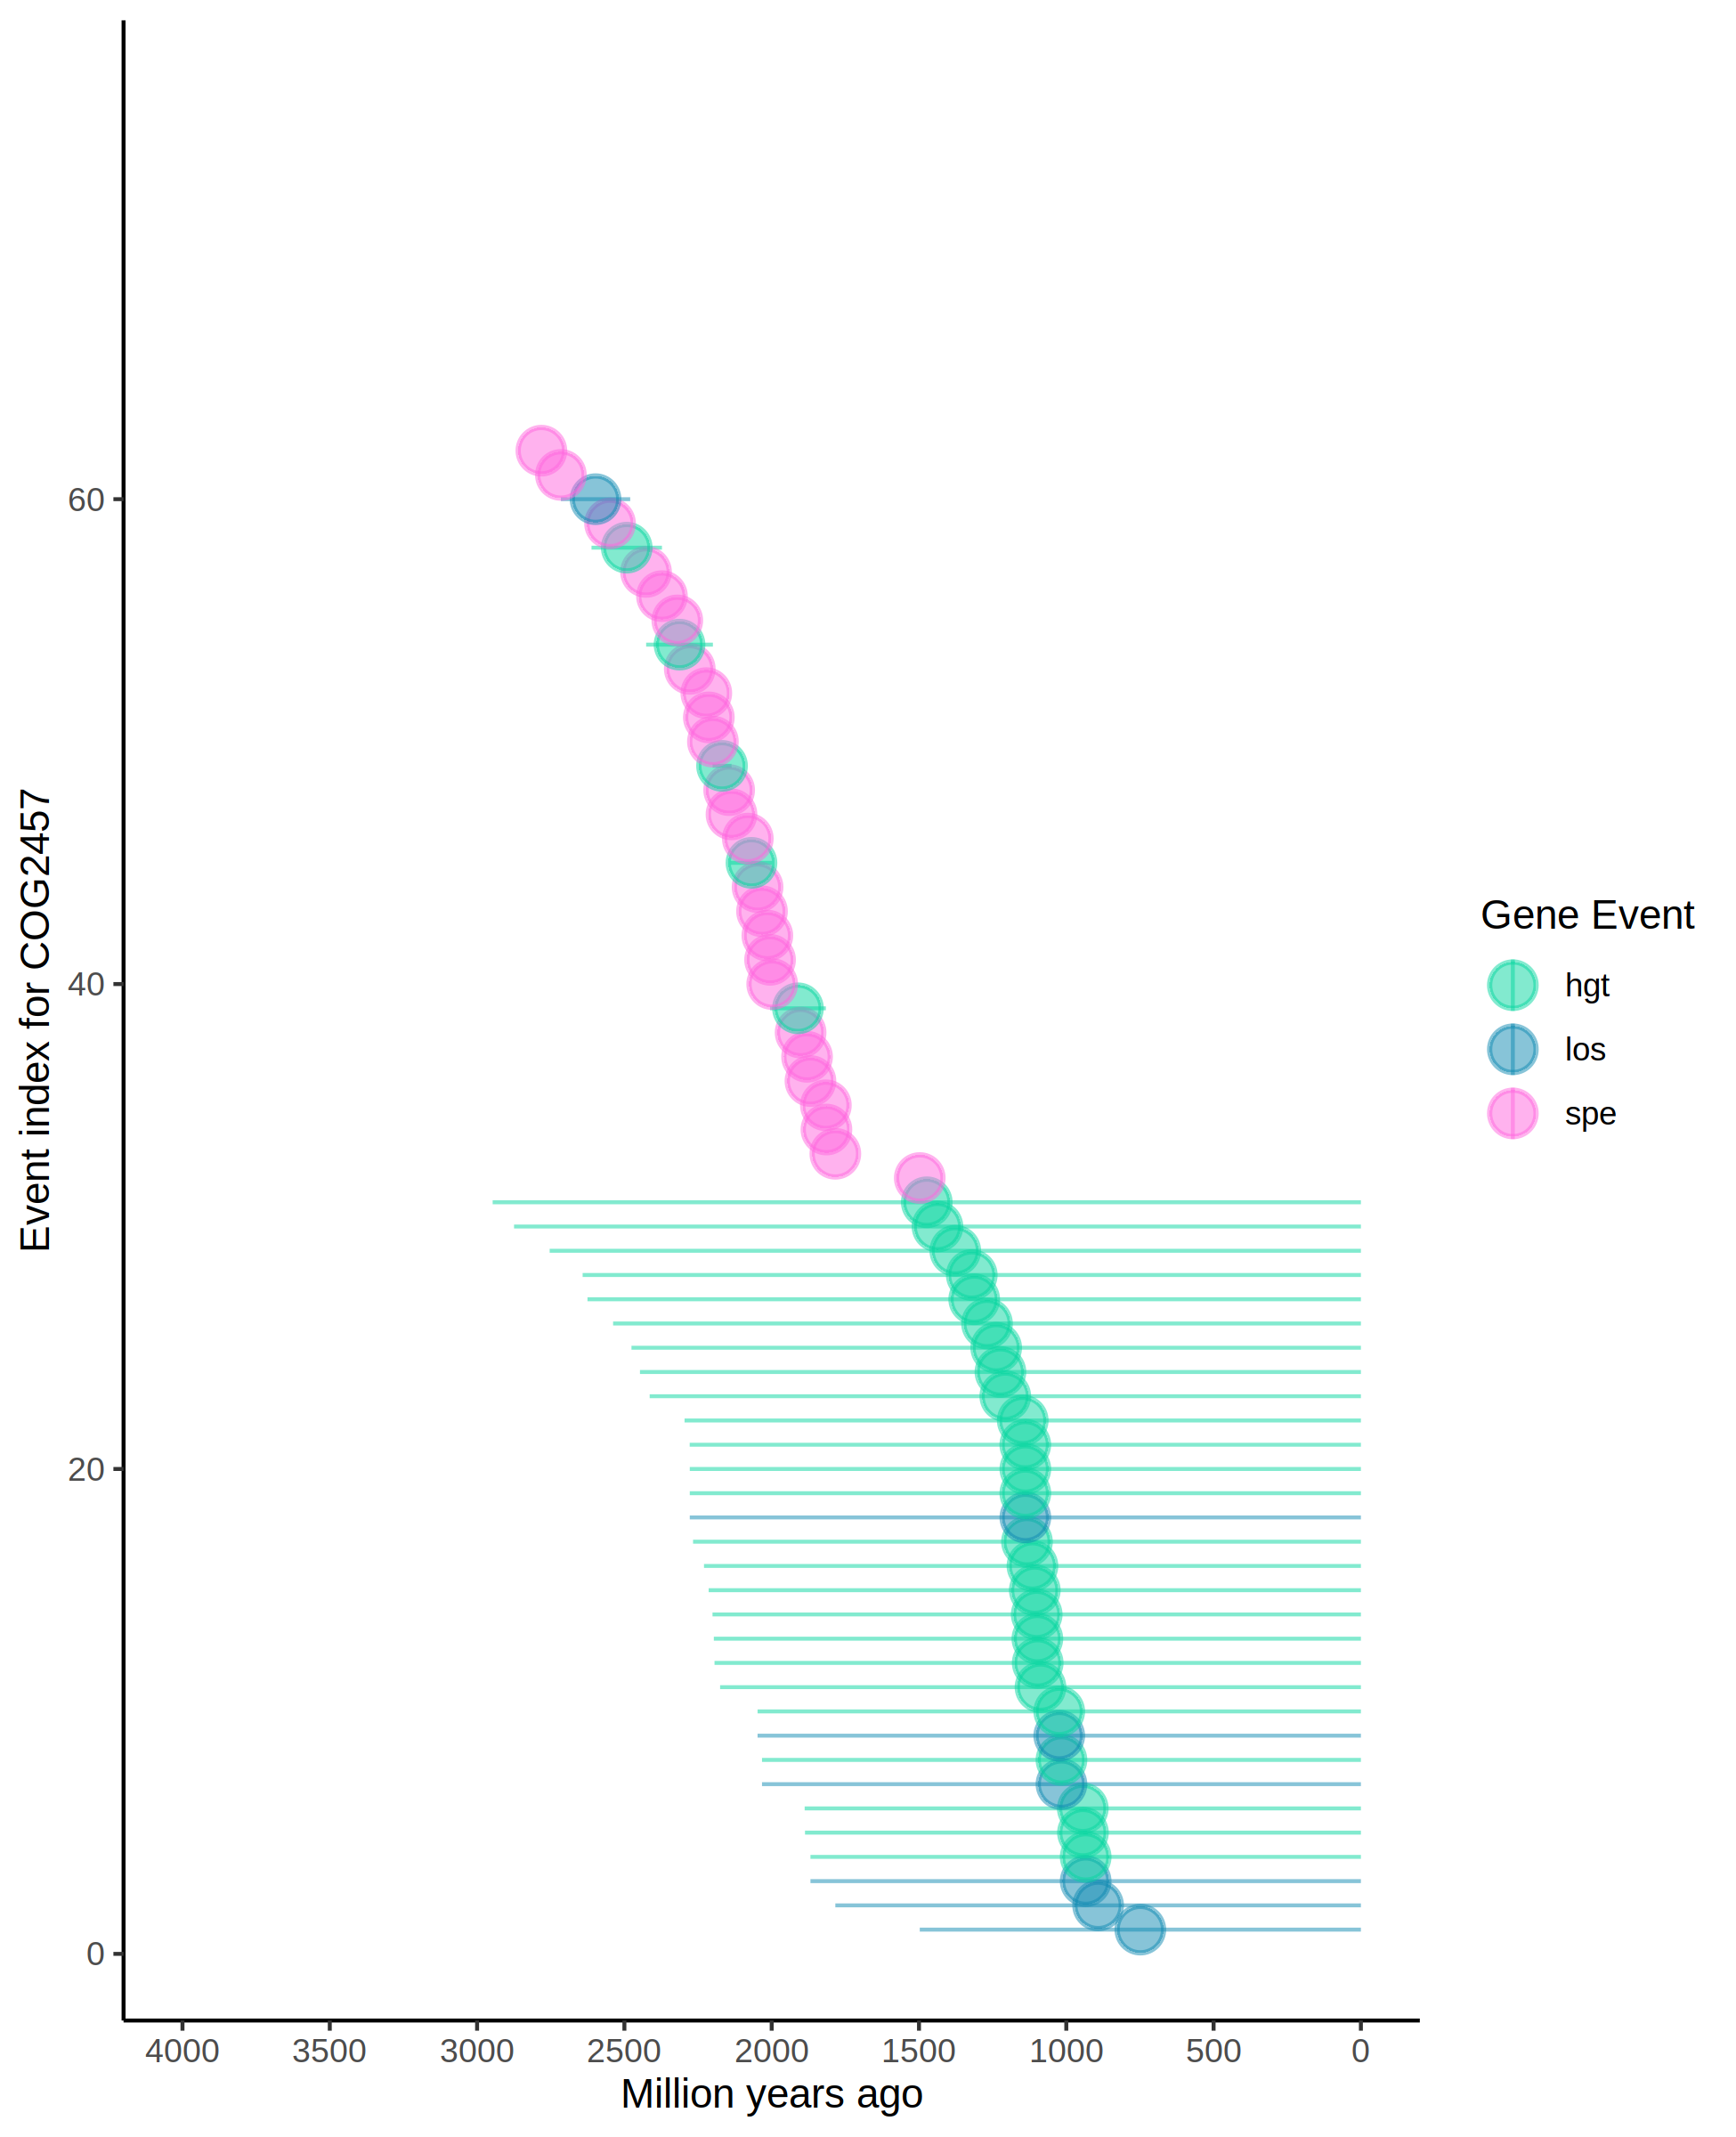 60
40
20
0
Event index for COG2457
4000 3500 3000 2500 2000 1500 1000 500 0
Million years ago
Gene Event
hgt
los
spe